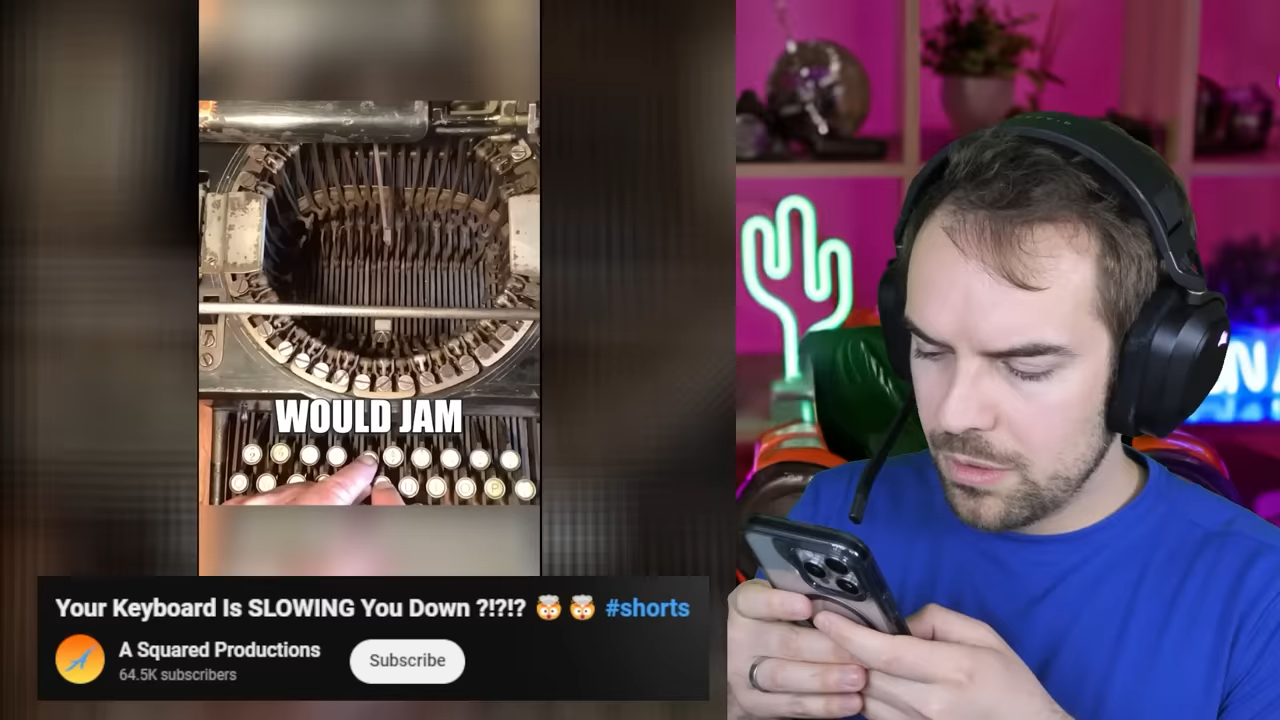 WOULD JAM
Your Keyboard Is SLOWING You Down ?!?!? 🤯 🤯 #shorts
A Squared Productions
64.5K subscribers
Subscribe